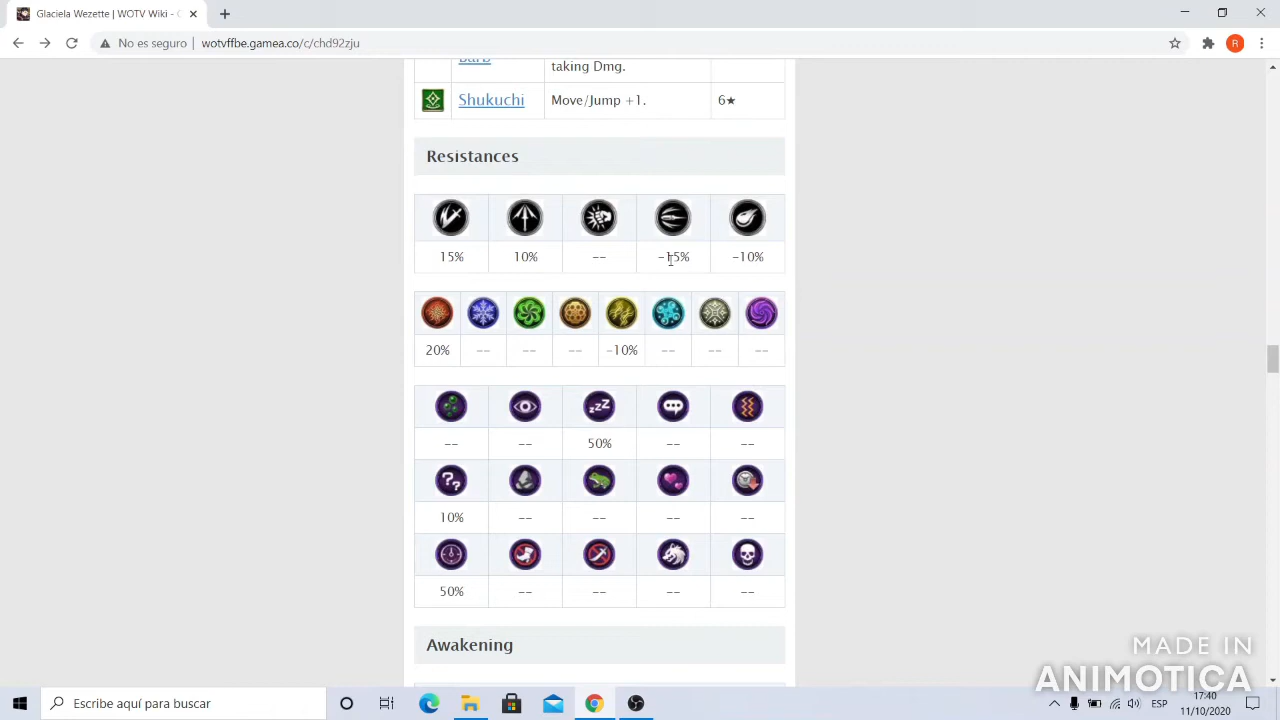 Glaciela Wezette | WOTV Wiki - (
No es seguro
wotvffbe.gamea.co/c/chd92zju
R
taking Dmg.
Shukuchi
Move/Jump +1.
6★
Resistances
15%
10%
--
-15%
-10%
20%
--
--
--
-10%
--
--
--
--
--
50%
--
--
10%
--
--
--
--
50%
--
--
--
--
Awakening
MADE IN
ANIMOTICA
Escribe aquí para buscar
ESP
17:40
11/10/2020